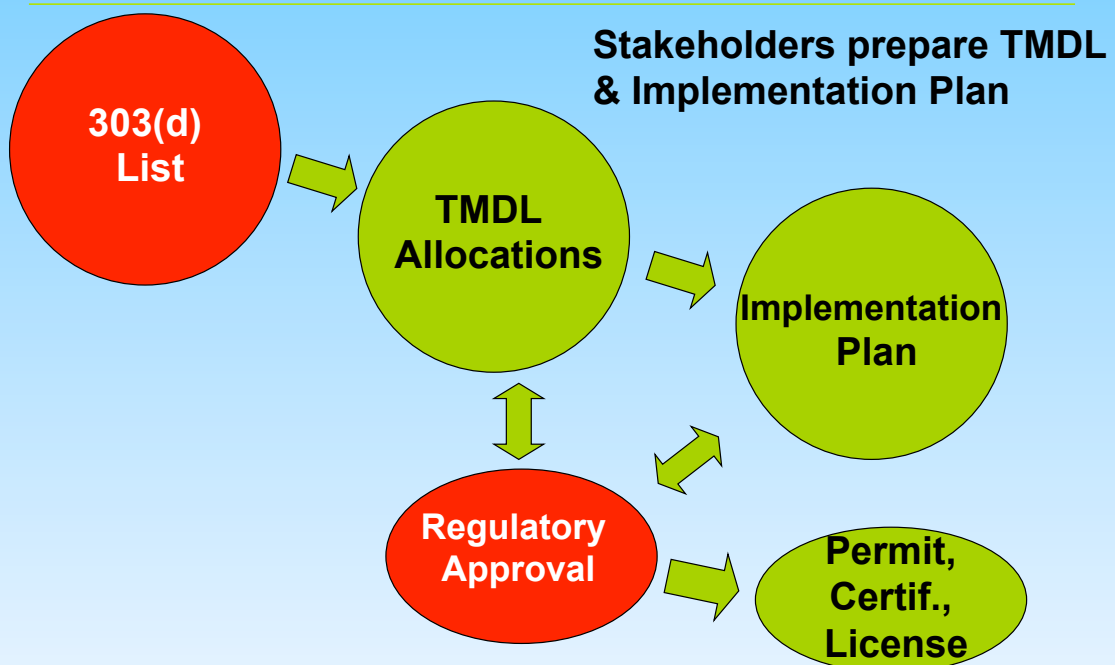 Stakeholders prepare TMDL
& Implementation Plan
303(d)
List
TMDL
Allocations
Implementation
Plan
Regulatory
Approval
Permit,
Certif.,
License